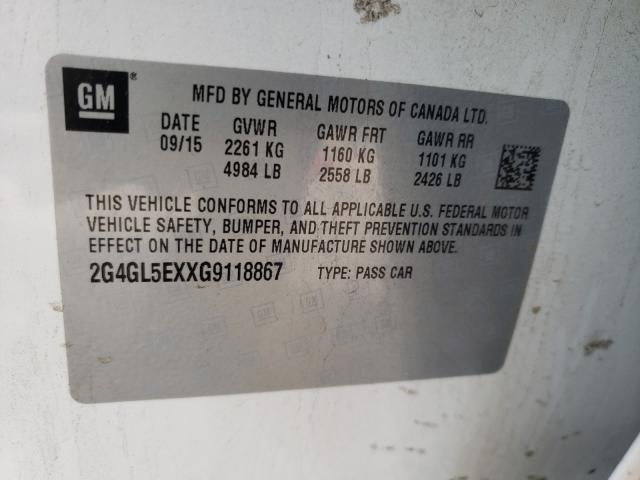 GM®
MFD BY GENERAL MOTORS OF CANADA LTD.
DATE GVWR GAWR FRT GAWR RR
09/15 2261 KG 1160 KG 1101 KG
4984 LB 2558 LB 2426 LB
THIS VEHICLE CONFORMS TO ALL APPLICABLE U.S. FEDERAL MOTOR
VEHICLE SAFETY, BUMPER, AND THEFT PREVENTION STANDARDS IN
EFFECT ON THE DATE OF MANUFACTURE SHOWN ABOVE.
2G4GL5EXXG9118867 TYPE: PASS CAR